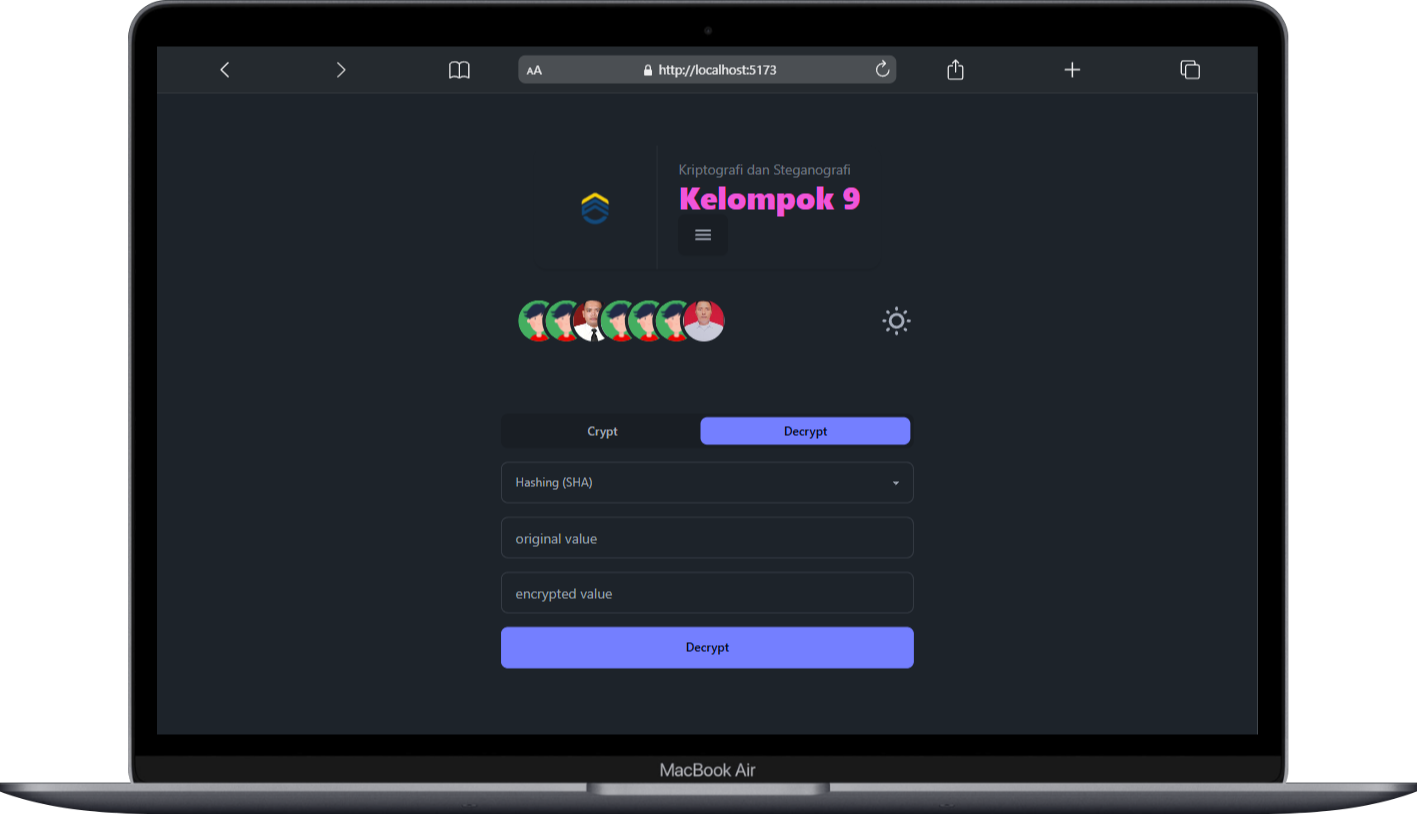 AA
http://localhost:5173
Kriptografi dan Steganografi
Kelompok 9
Crypt
Decrypt
Hashing (SHA)
original value
encrypted value
Decrypt
MacBook Air